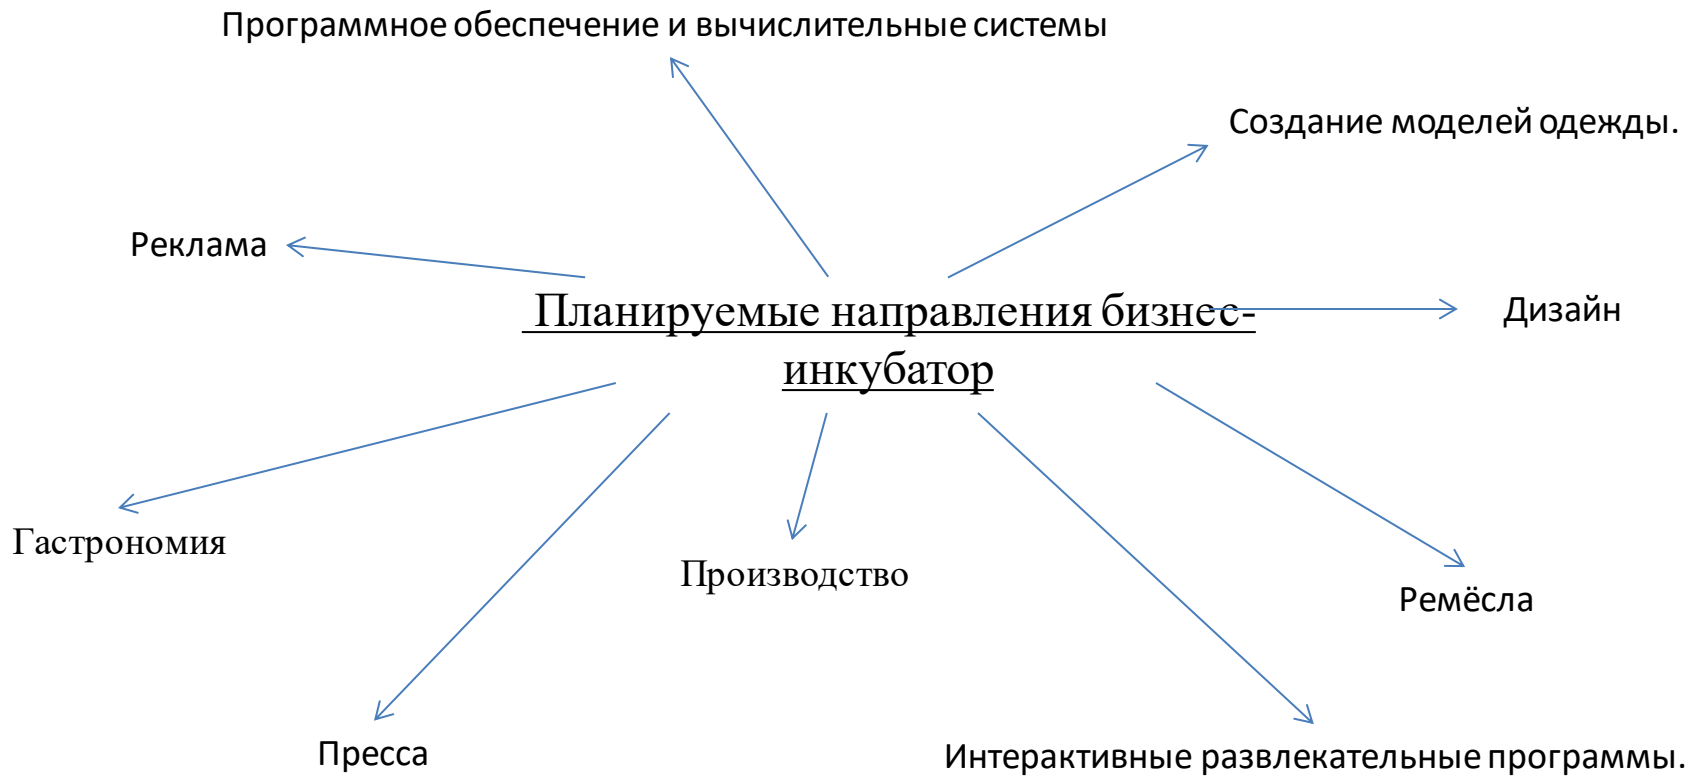 Программное обеспечение и вычислительные системы
Создание моделей одежды.
Реклама
Планируемые направления бизнес-
инкубатор
Дизайн
Гастрономия
Производство
Ремёсла
Пресса
Интерактивные развлекательные программы.